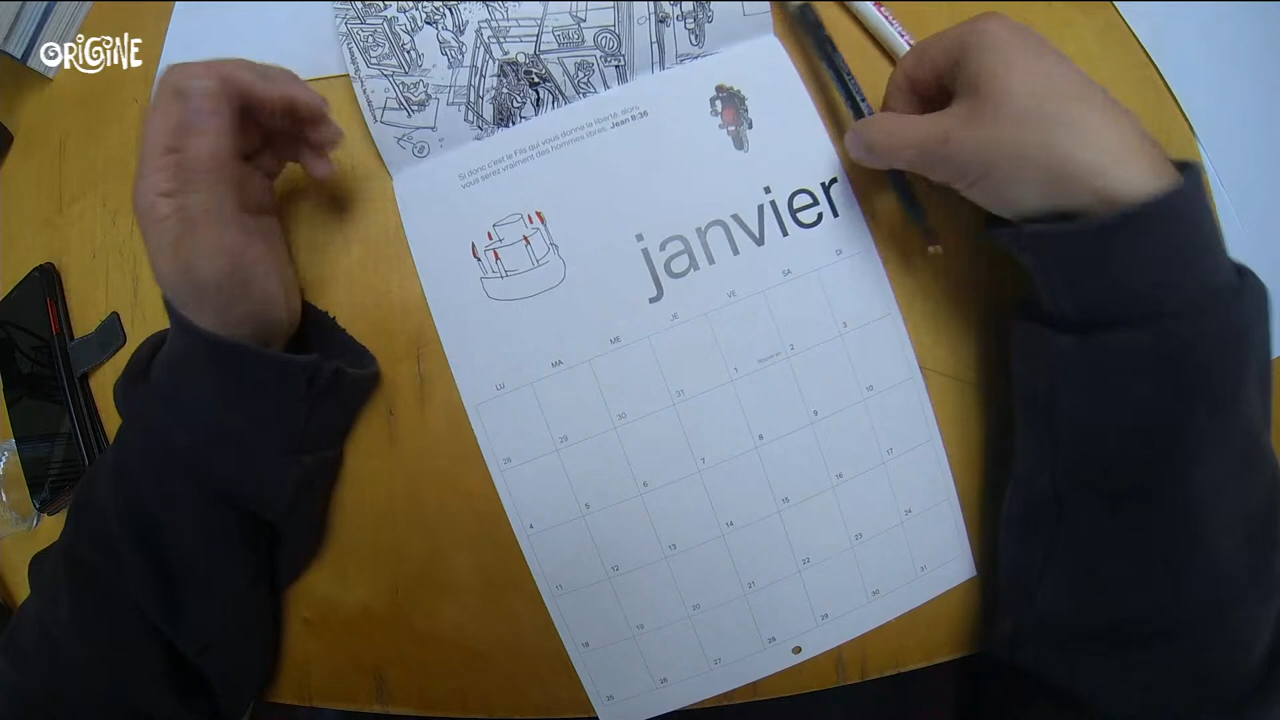 ORIGINE
Si donc c'est le Fils qui vous donne la liberté, alors
vous serez vraiment des hommes libres. Jean 8:36
janvier
LU MA ME JE VE SA DI
28 29 30 31 1 Nouvel an 2 3
4 5 6 7 8 9 10
11 12 13 14 15 16 17
18 19 20 21 22 23 24
25 26 27 28 29 30 31